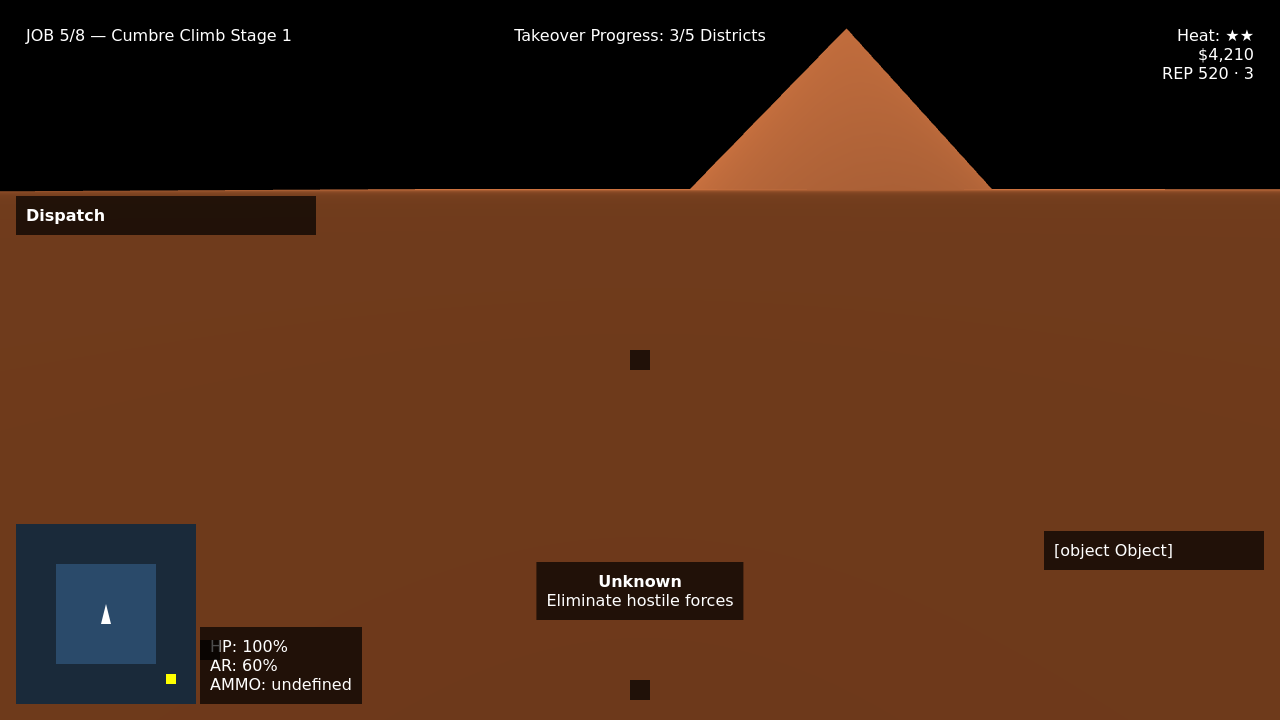 JOB 5/8 — Cumbre Climb Stage 1
Takeover Progress: 3/5 Districts
Heat: ★★
$4,210
REP 520 · 3
Dispatch
[object Object]
Unknown
Eliminate hostile forces
HP: 100%
AR: 60%
AMMO: undefined